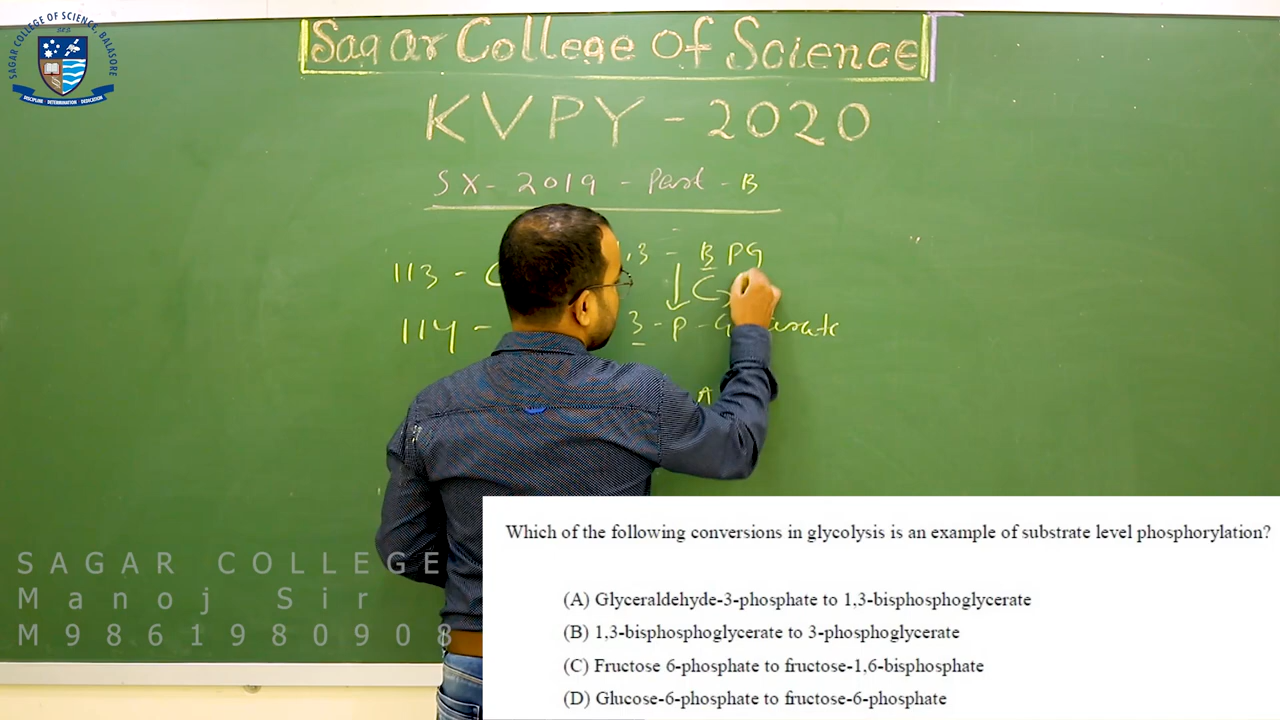 SAGAR COLLEGE OF SCIENCE, BALASORE
DISCIPLINE · DETERMINATION · DEDICATION
Sagar College Of Science
KVPY - 2020
SX - 2019 - Part - B
113 -
,3 - BPG
114 -
3 - P -
SAGAR COLLEGE
Manoj Sir
M9861980908
Which of the following conversions in glycolysis is an example of substrate level phosphorylation?
(A) Glyceraldehyde-3-phosphate to 1,3-bisphosphoglycerate
(B) 1,3-bisphosphoglycerate to 3-phosphoglycerate
(C) Fructose 6-phosphate to fructose-1,6-bisphosphate
(D) Glucose-6-phosphate to fructose-6-phosphate